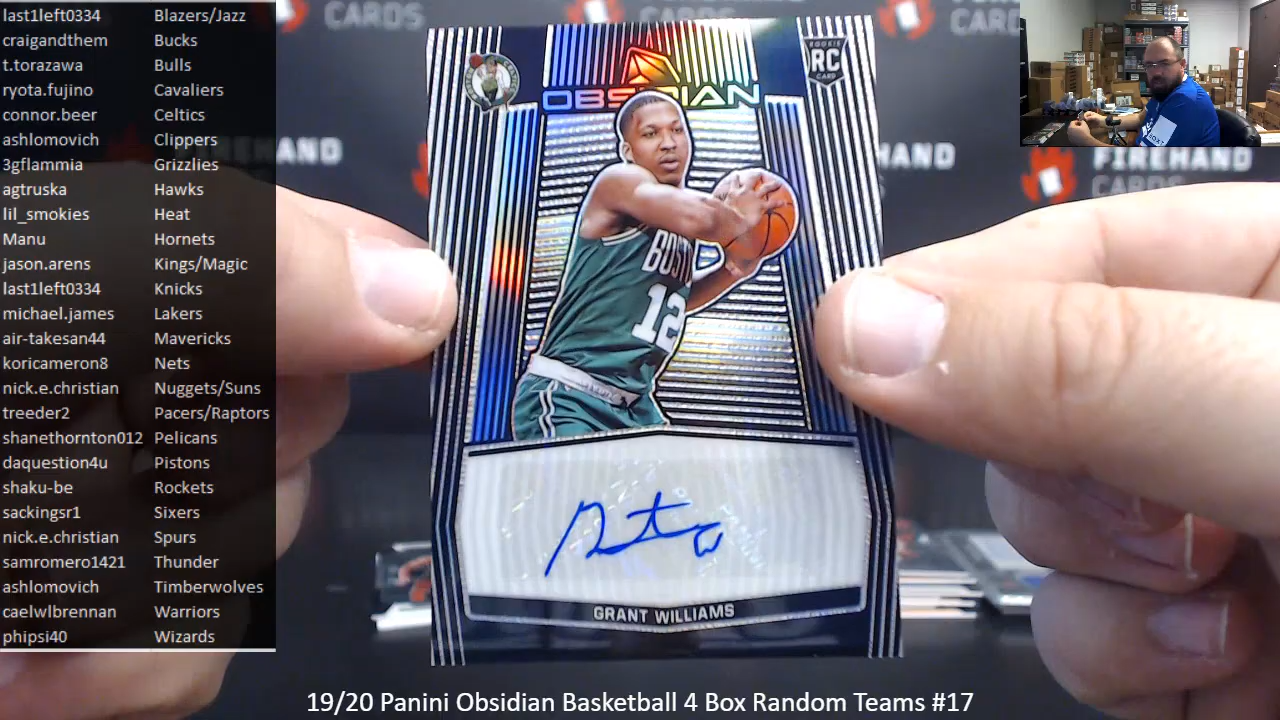 last1left0334 Blazers/Jazz
craigandthem Bucks
t.torazawa Bulls
ryota.fujino Cavaliers
connor.beer Celtics
ashlomovich Clippers
3gflammia Grizzlies
agtruska Hawks
lil_smokies Heat
Manu Hornets
jason.arens Kings/Magic
last1left0334 Knicks
michael.james Lakers
air-takesan44 Mavericks
koricameron8 Nets
nick.e.christian Nuggets/Suns
treeder2 Pacers/Raptors
shanethornton012 Pelicans
daquestion4u Pistons
shaku-be Rockets
sackingsr1 Sixers
nick.e.christian Spurs
samromero1421 Thunder
ashlomovich Timberwolves
caelwlbrennan Warriors
phipsi40 Wizards
CARDS
CARDS
HAND
FIREHAND
CARDS
ROOKIE
RC
CARD
OBSIDIAN
BOSTO
12
GRANT WILLIAMS
19/20 Panini Obsidian Basketball 4 Box Random Teams #17